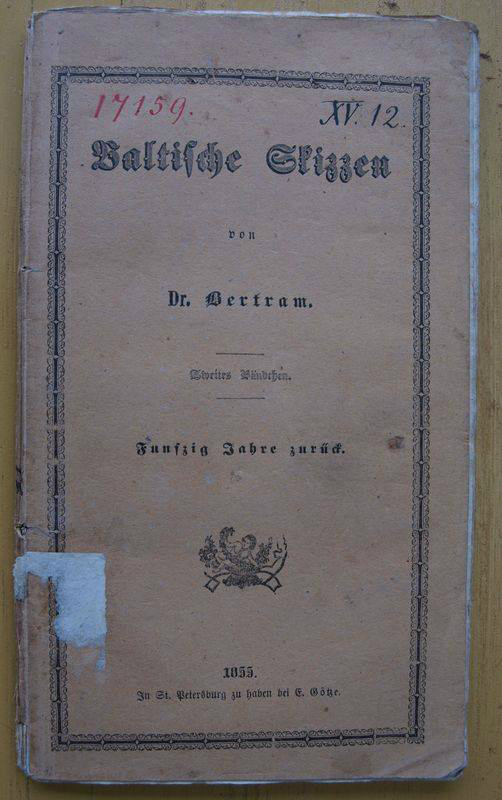 17159.
XV. 12.
Baltische Skizzen
von
Dr. Bertram.
Zweites Bändchen.
Funfzig Jahre zurück.
1855.
In St. Petersburg zu haben bei E. Götze.